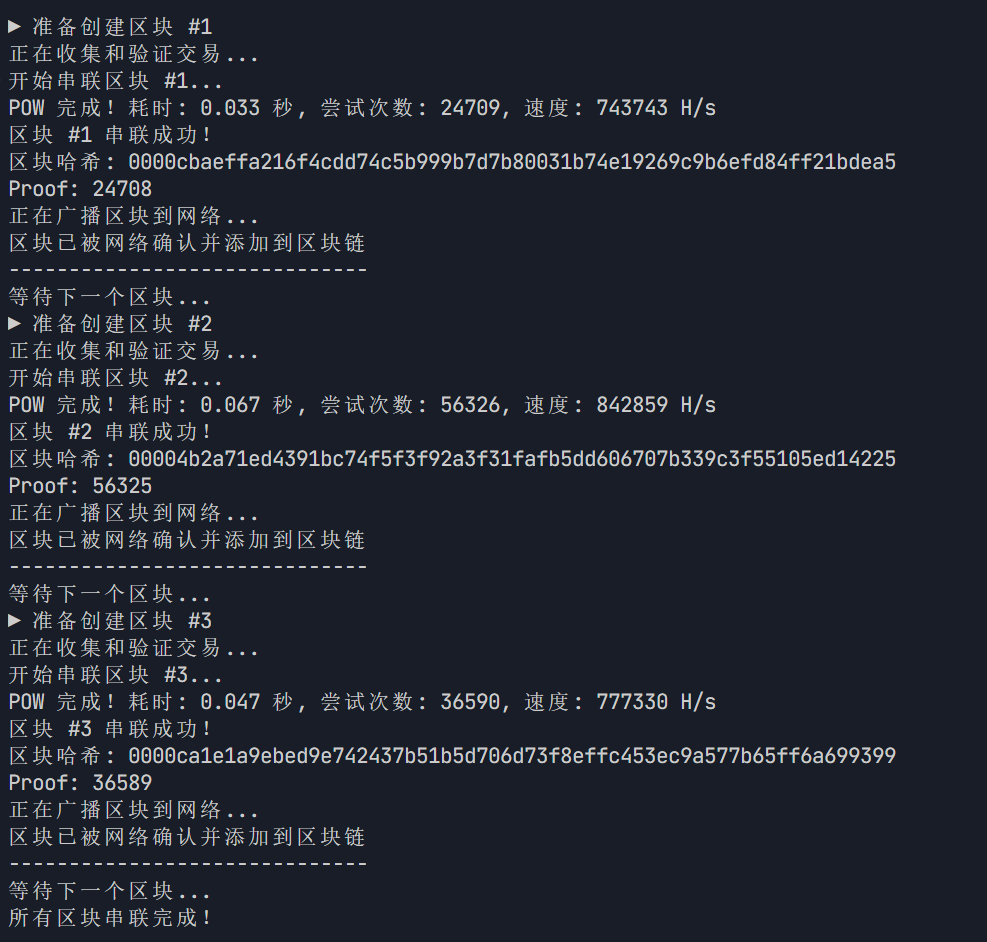 ▶ 准备创建区块 #1
正在收集和验证交易...
开始串联区块 #1...
POW 完成! 耗时: 0.033 秒, 尝试次数: 24709, 速度: 743743 H/s
区块 #1 串联成功!
区块哈希: 0000cbaeffa216f4cdd74c5b999b7d7b80031b74e19269c9b6efd84ff21bdea5
Proof: 24708
正在广播区块到网络...
区块已被网络确认并添加到区块链
------------------------------
等待下一个区块...
▶ 准备创建区块 #2
正在收集和验证交易...
开始串联区块 #2...
POW 完成! 耗时: 0.067 秒, 尝试次数: 56326, 速度: 842859 H/s
区块 #2 串联成功!
区块哈希: 00004b2a71ed4391bc74f5f3f92a3f31fafb5dd606707b339c3f55105ed14225
Proof: 56325
正在广播区块到网络...
区块已被网络确认并添加到区块链
------------------------------
等待下一个区块...
▶ 准备创建区块 #3
正在收集和验证交易...
开始串联区块 #3...
POW 完成! 耗时: 0.047 秒, 尝试次数: 36590, 速度: 777330 H/s
区块 #3 串联成功!
区块哈希: 0000ca1e1a9ebed9e742437b51b5d706d73f8effc453ec9a577b65ff6a699399
Proof: 36589
正在广播区块到网络...
区块已被网络确认并添加到区块链
------------------------------
等待下一个区块...
所有区块串联完成!